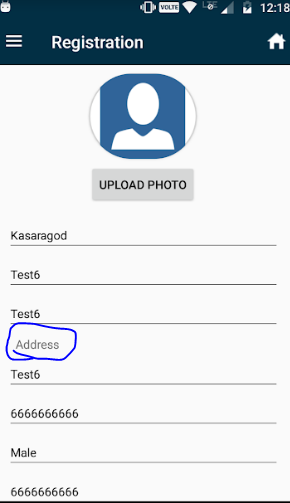 VOLTE 12:18
Registration
UPLOAD PHOTO
Kasaragod
Test6
Test6
Address
Test6
6666666666
Male
6666666666